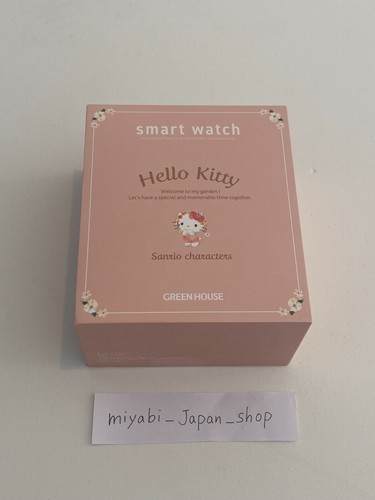 smart watch
Hello Kitty
Welcome to my garden!
Let's have a special and memorable time together.
Sanrio characters
GREEN HOUSE
miyabi_Japan_shop